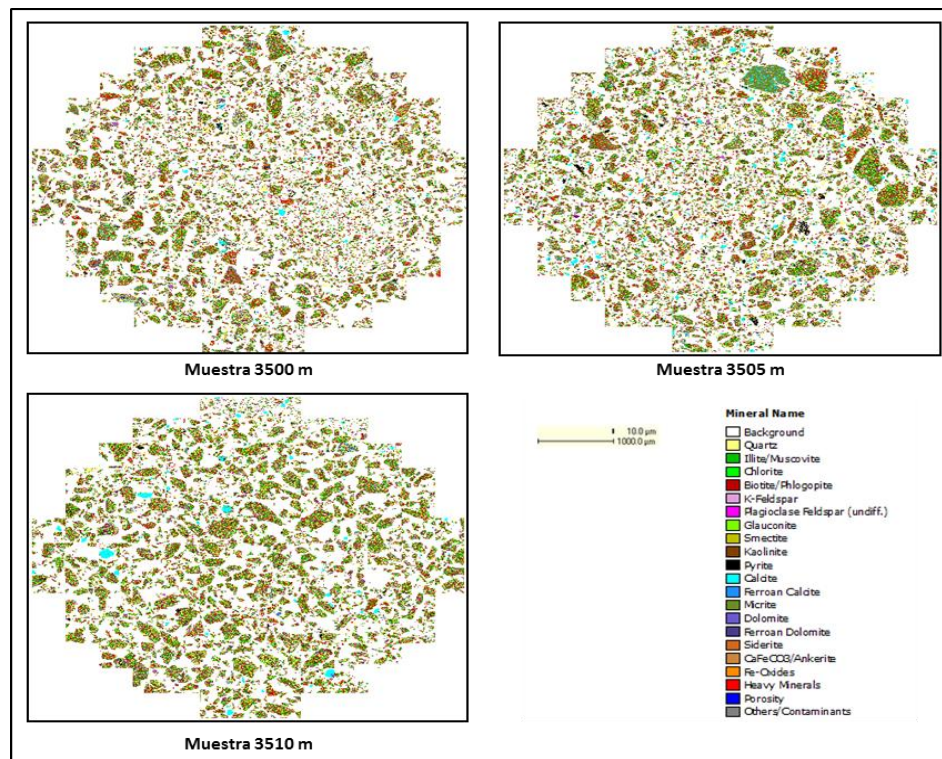 Muestra 3500 m
Muestra 3505 m
Muestra 3510 m
10.0 µm
1000.0 µm
Mineral Name
Background
Quartz
Illite/Muscovite
Chlorite
Biotite/Phlogopite
K-Feldspar
Plagioclase Feldspar (undiff.)
Glauconite
Smectite
Kaolinite
Pyrite
Calcite
Ferroan Calcite
Micrite
Dolomite
Ferroan Dolomite
Siderite
CaFeCO3/Ankerite
Fe-Oxides
Heavy Minerals
Porosity
Others/Contaminants